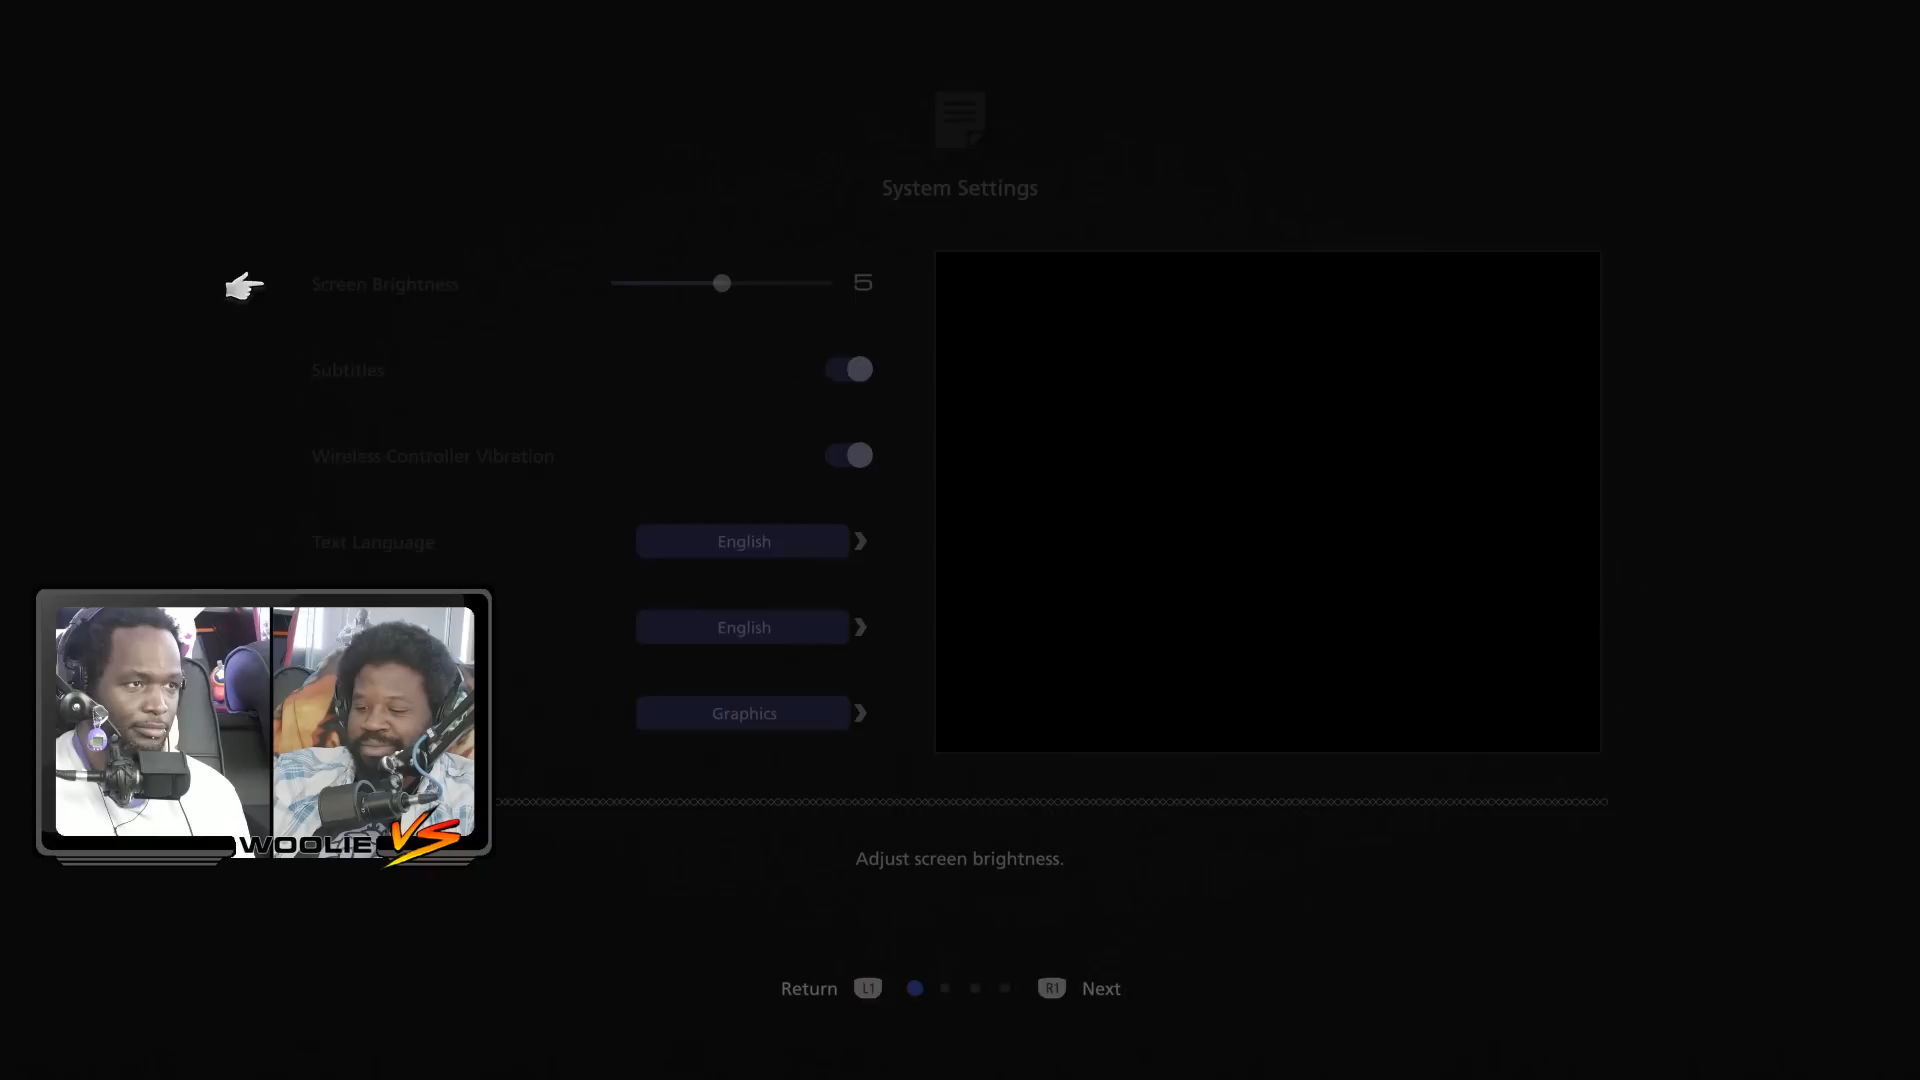 System Settings
Screen Brightness 5
Subtitles
Wireless Controller Vibration
Text Language English
English
Graphics
WOOLIE VS
Adjust screen brightness.
Return L1 R1 Next